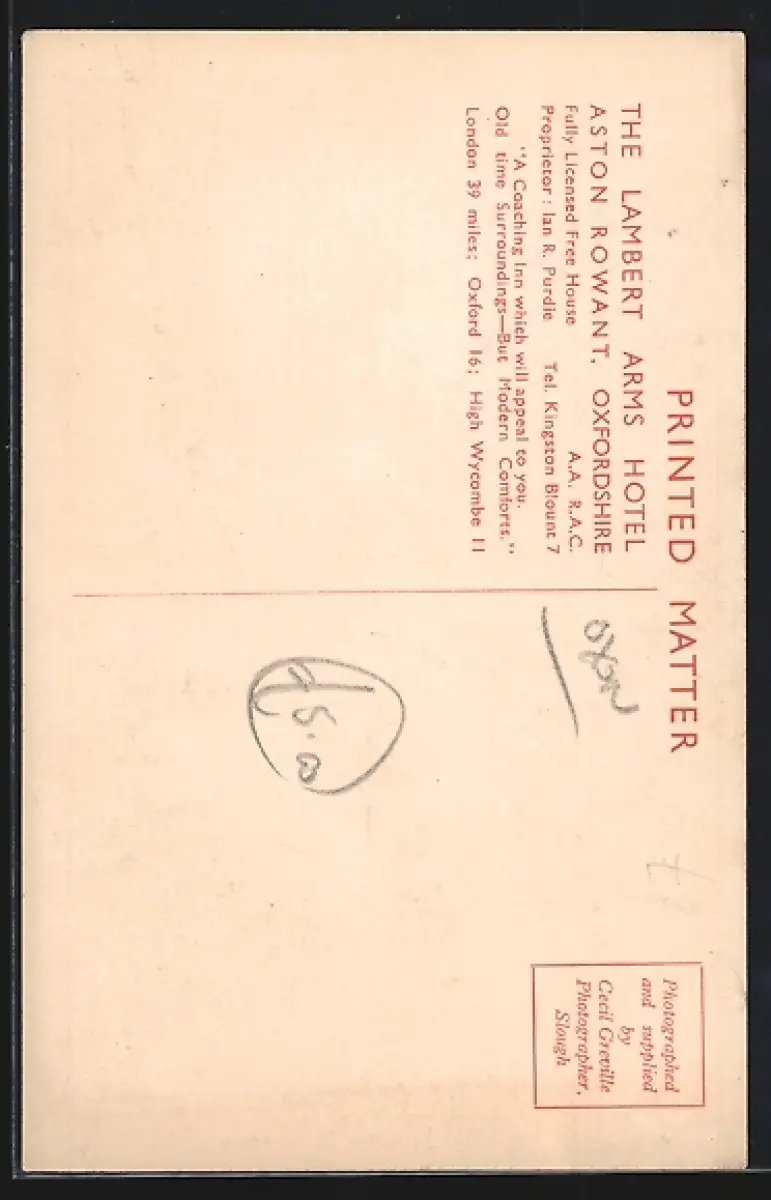 PRINTED MATTER
THE LAMBERT ARMS HOTEL
ASTON ROWANT, OXFORDSHIRE
Fully Licensed Free House A.A. R.A.C.
Proprietor : Ian R. Purdie Tel. Kingston Blount 7
"A Coaching Inn which will appeal to you.
Old time Surroundings—But Modern Comforts."
London 39 miles; Oxford 16; High Wycombe 11
Photographed
and supplied
by
Cecil Greville
Photographer,
Slough
OXON